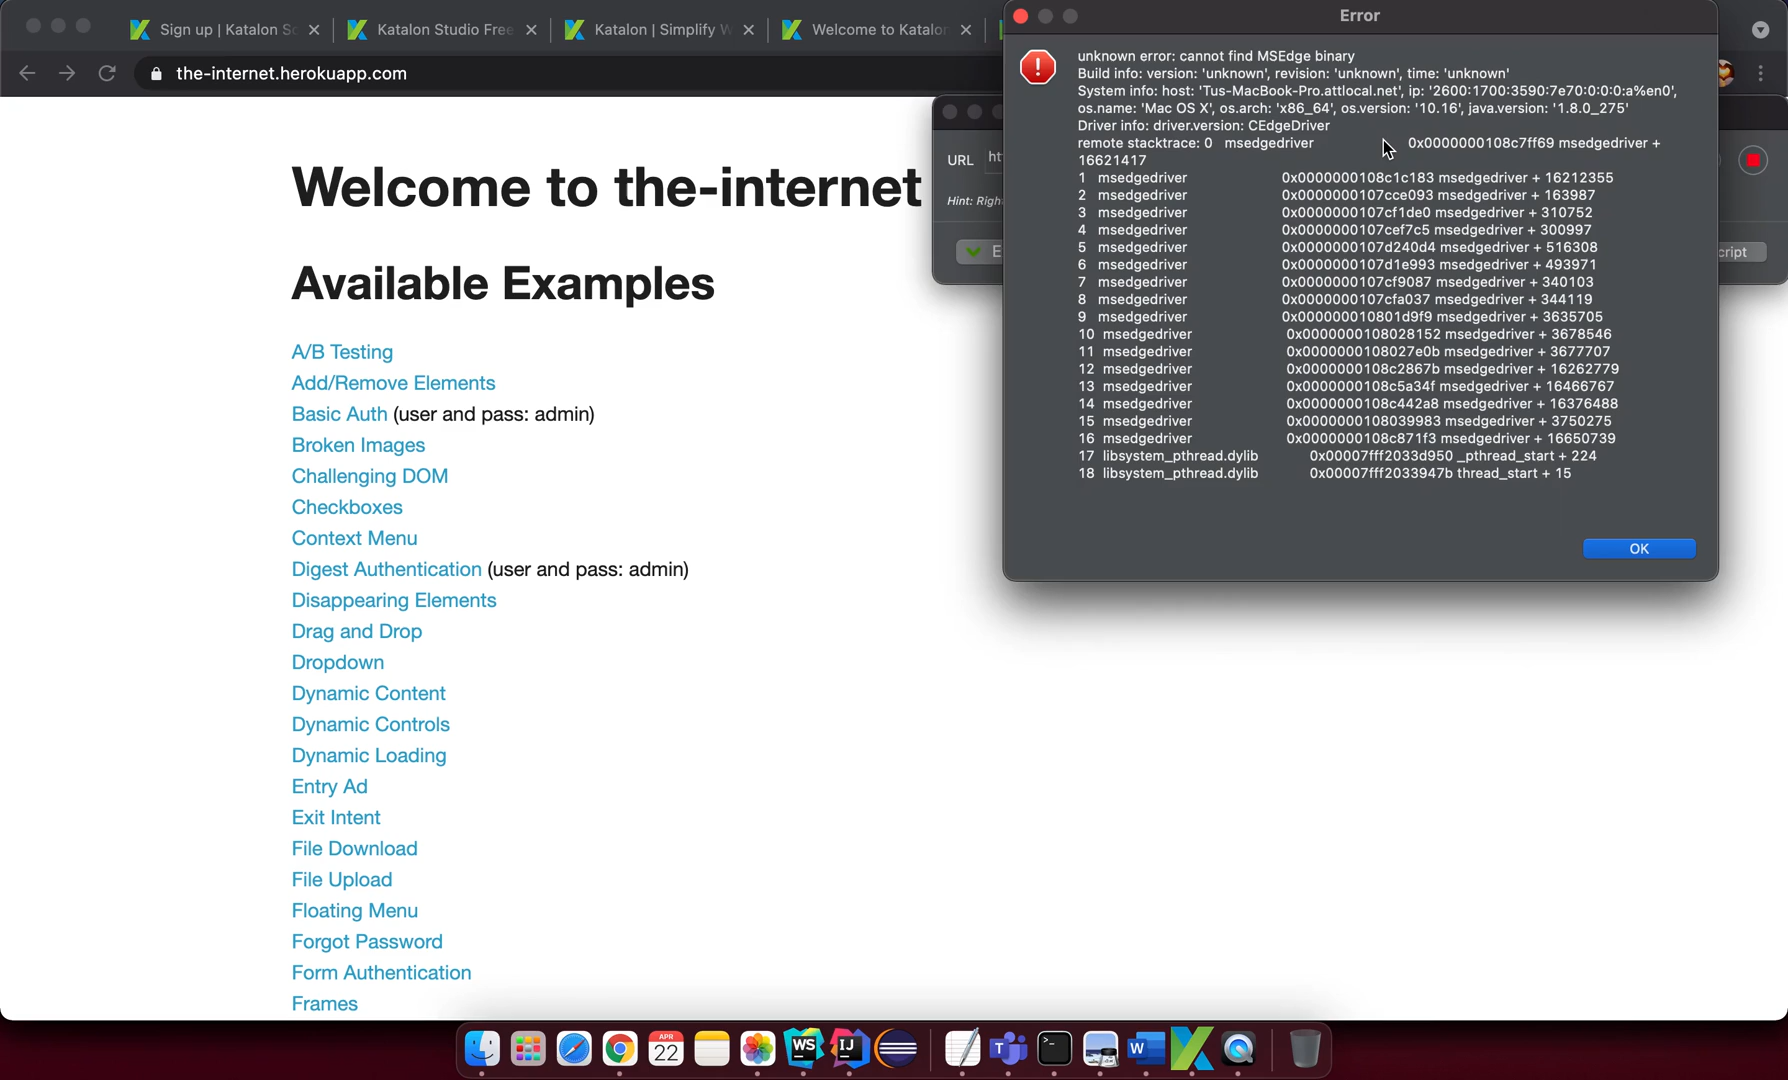 Sign up | Katalon So
Katalon Studio Free
Katalon | Simplify W
Welcome to Katalon
the-internet.herokuapp.com
Welcome to the-internet
Available Examples
A/B Testing
Add/Remove Elements
Basic Auth (user and pass: admin)
Broken Images
Challenging DOM
Checkboxes
Context Menu
Digest Authentication (user and pass: admin)
Disappearing Elements
Drag and Drop
Dropdown
Dynamic Content
Dynamic Controls
Dynamic Loading
Entry Ad
Exit Intent
File Download
File Upload
Floating Menu
Forgot Password
Form Authentication
Frames
URL
Hint: Righ
cript
Error
unknown error: cannot find MSEdge binary
Build info: version: 'unknown', revision: 'unknown', time: 'unknown'
System info: host: 'Tus-MacBook-Pro.attlocal.net', ip: '2600:1700:3590:7e70:0:0:0:a%en0',
os.name: 'Mac OS X', os.arch: 'x86_64', os.version: '10.16', java.version: '1.8.0_275'
Driver info: driver.version: CEdgeDriver
remote stacktrace: 0 msedgedriver 0x0000000108c7ff69 msedgedriver +
16621417
1 msedgedriver 0x0000000108c1c183 msedgedriver + 16212355
2 msedgedriver 0x0000000107cce093 msedgedriver + 163987
3 msedgedriver 0x0000000107cf1de0 msedgedriver + 310752
4 msedgedriver 0x0000000107cef7c5 msedgedriver + 300997
5 msedgedriver 0x0000000107d240d4 msedgedriver + 516308
6 msedgedriver 0x0000000107d1e993 msedgedriver + 493971
7 msedgedriver 0x0000000107cf9087 msedgedriver + 340103
8 msedgedriver 0x0000000107cfa037 msedgedriver + 344119
9 msedgedriver 0x000000010801d9f9 msedgedriver + 3635705
10 msedgedriver 0x0000000108028152 msedgedriver + 3678546
11 msedgedriver 0x0000000108027e0b msedgedriver + 3677707
12 msedgedriver 0x0000000108c2867b msedgedriver + 16262779
13 msedgedriver 0x0000000108c5a34f msedgedriver + 16466767
14 msedgedriver 0x0000000108c442a8 msedgedriver + 16376488
15 msedgedriver 0x0000000108039983 msedgedriver + 3750275
16 msedgedriver 0x0000000108c871f3 msedgedriver + 16650739
17 libsystem_pthread.dylib 0x00007fff2033d950 _pthread_start + 224
18 libsystem_pthread.dylib 0x00007fff2033947b thread_start + 15
OK
APR
22
WS
IJ
T
W